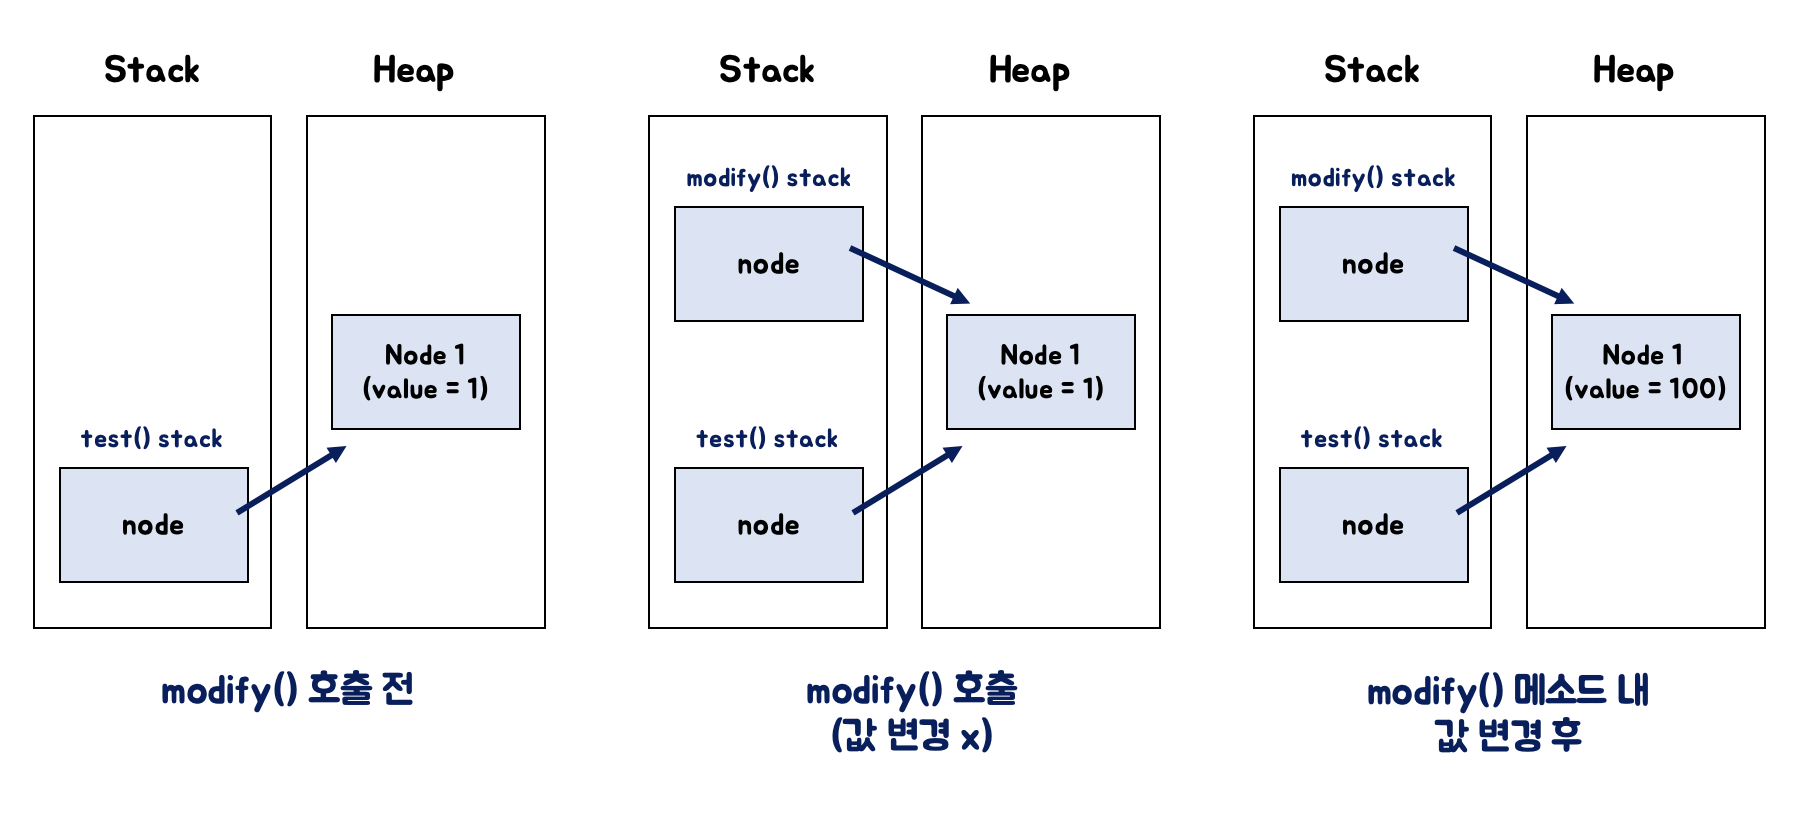 Stack
Heap
test() stack
node
Node 1
(value = 1)
modify() 호출 전
Stack
Heap
modify() stack
node
Node 1
(value = 1)
test() stack
node
modify() 호출
(값 변경 x)
Stack
Heap
modify() stack
node
Node 1
(value = 100)
test() stack
node
modify() 메소드 내
값 변경 후